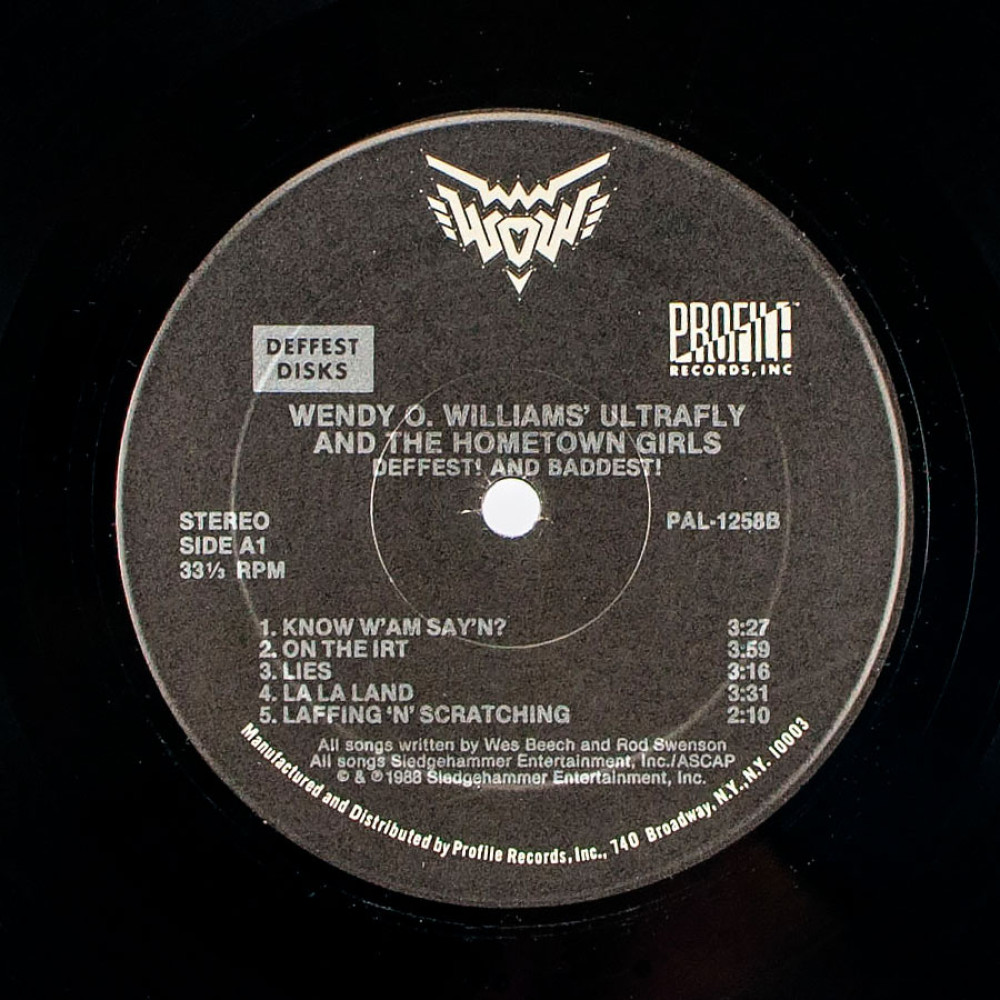 WOW
DEFFEST
DISKS
PROFILE™
RECORDS, INC
WENDY O. WILLIAMS' ULTRAFLY
AND THE HOMETOWN GIRLS
DEFFEST! AND BADDEST!
STEREO
SIDE A1
33⅓ RPM
PAL-1258B
1. KNOW W'AM SAY'N? 3:27
2. ON THE IRT 3:59
3. LIES 3:16
4. LA LA LAND 3:31
5. LAFFING 'N' SCRATCHING 2:10
All songs written by Wes Beech and Rod Swenson
All songs Sledgehammer Entertainment, Inc./ASCAP
© & ℗ 1988 Sledgehammer Entertainment, Inc.
Manufactured and Distributed by Profile Records, Inc., 740 Broadway, N.Y., N.Y. 10003